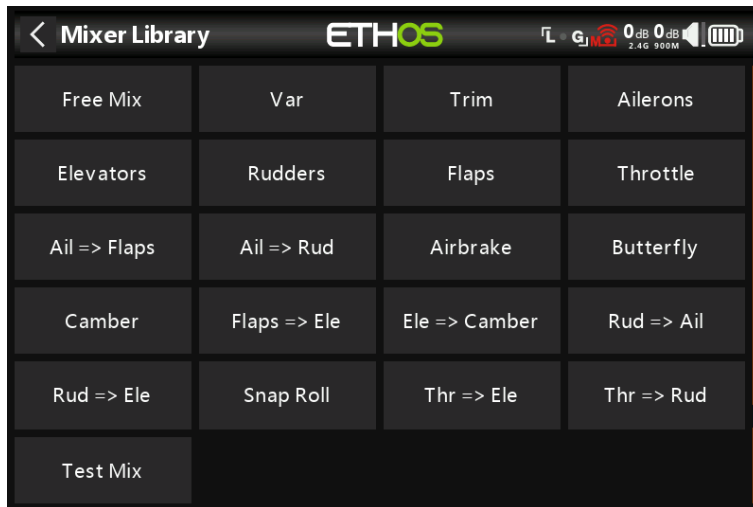 Mixer Library ETHOS L G M 0dB 0dB
2.4G 900M
Free Mix Var Trim Ailerons
Elevators Rudders Flaps Throttle
Ail => Flaps Ail => Rud Airbrake Butterfly
Camber Flaps => Ele Ele => Camber Rud => Ail
Rud => Ele Snap Roll Thr => Ele Thr => Rud
Test Mix